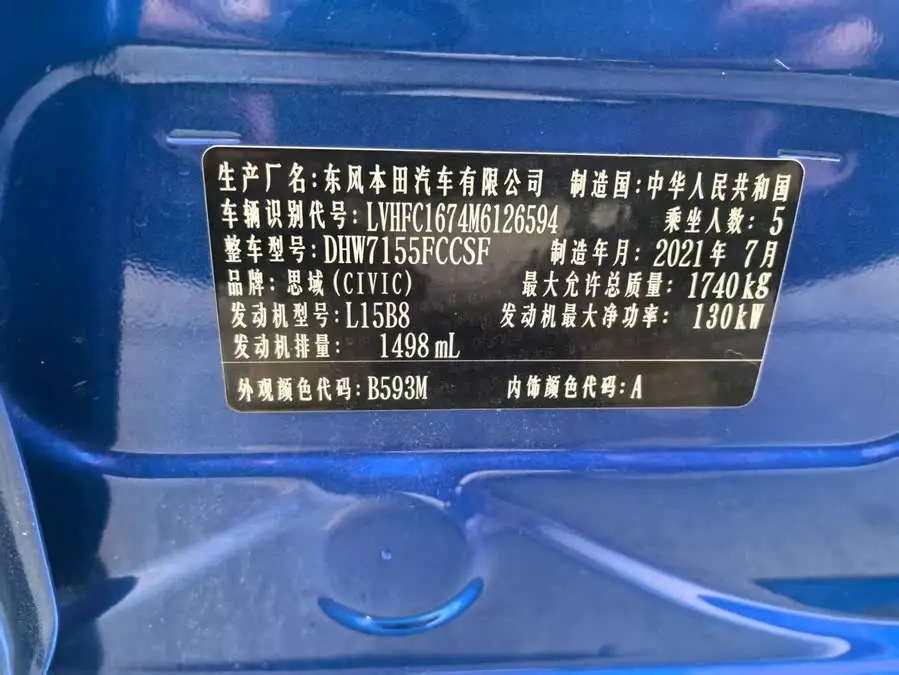 生产厂名:东风本田汽车有限公司 制造国:中华人民共和国
车辆识别代号:LVHFC1674M6126594 乘坐人数:5
整车型号:DHW7155FCCSF 制造年月:2021年7月
品牌:思域(CIVIC) 最大允许总质量:1740kg
发动机型号:L15B8 发动机最大净功率:130kW
发动机排量:1498mL
外观颜色代码:B593M 内饰颜色代码:A